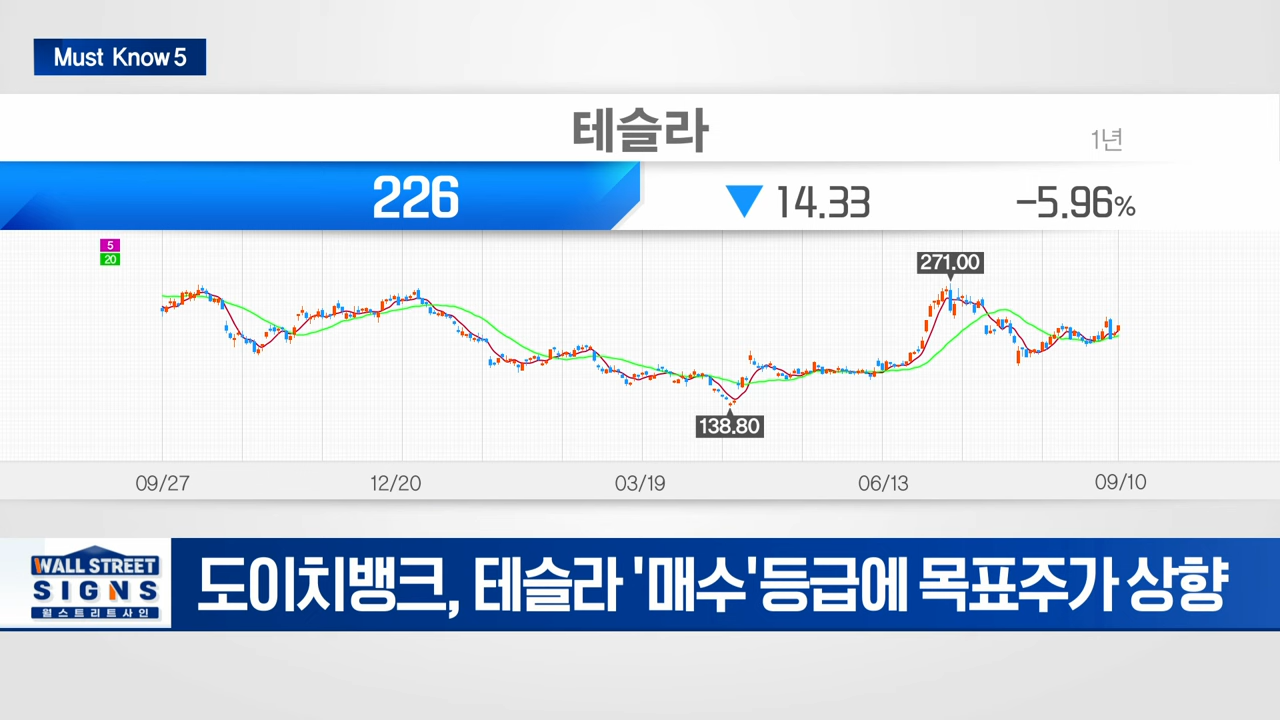 Must Know 5
테슬라
1년
226
▼ 14.33
-5.96%
5
20
271.00
138.80
09/27
12/20
03/19
06/13
09/10
WALL STREET
SIGNS
월스트리트사인
도이치뱅크, 테슬라 '매수'등급에 목표주가 상향